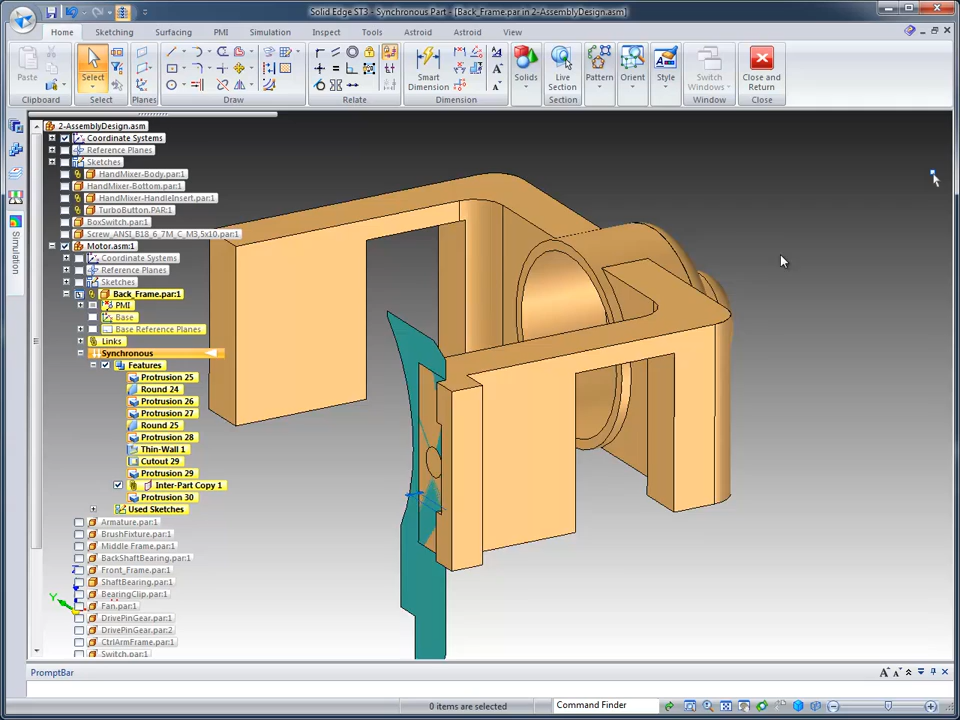 Solid Edge ST3 - Synchronous Part - [Back_Frame.par in 2-AssemblyDesign.asm]
Home Sketching Surfacing PMI Simulation Inspect Tools Astroid Astroid View
Paste Select Smart Dimension Solids Live Section Pattern Orient Style Switch Windows Close and Return
Clipboard Select Planes Draw Relate Dimension Section Window Close
2-AssemblyDesign.asm
Coordinate Systems
Reference Planes
Sketches
HandMixer-Body.par:1
HandMixer-Bottom.par:1
HandMixer-HandleInsert.par:1
TurboButton.PAR:1
BoxSwitch.par:1
Screw_ANSI_B18_6_7M_C_M3,5x10.par:1
Motor.asm:1
Simulation
Coordinate Systems
Reference Planes
Sketches
Back_Frame.par:1
PMI
Base
Base Reference Planes
Links
Synchronous
Features
Protrusion 25
Round 24
Protrusion 26
Protrusion 27
Round 25
Protrusion 28
Thin-Wall 1
Cutout 29
Protrusion 29
Inter-Part Copy 1
Protrusion 30
Used Sketches
Armature.par:1
BrushFixture.par:1
Middle Frame.par:1
BackShaftBearing.par:1
Front_Frame.par:1
ShaftBearing.par:1
BearingClip.par:1
Fan.par:1
DrivePinGear.par:1
DrivePinGear.par:2
CtrlArmFrame.par:1
Switch.par:1
Z
Y
PromptBar
0 items are selected Command Finder